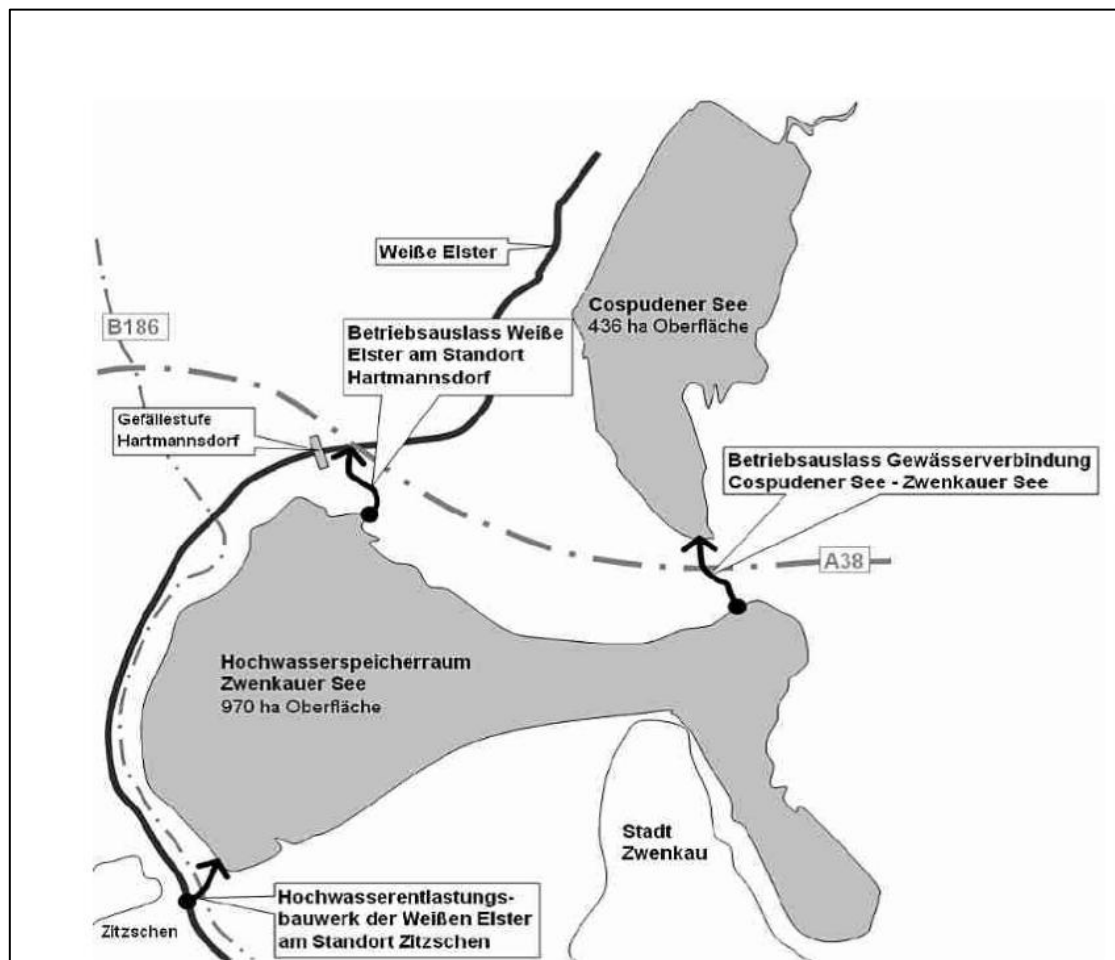 Weiße Elster
Cospudener See
436 ha Oberfläche
B186
Betriebsauslass Weiße
Elster am Standort
Hartmannsdorf
Gefällestufe
Hartmannsdorf
Betriebsauslass Gewässerverbindung
Cospudener See - Zwenkauer See
A38
Hochwasserspeicherraum
Zwenkauer See
970 ha Oberfläche
Stadt
Zwenkau
Hochwasserentlastungs-
bauwerk der Weißen Elster
am Standort Zitzschen
Zitzschen